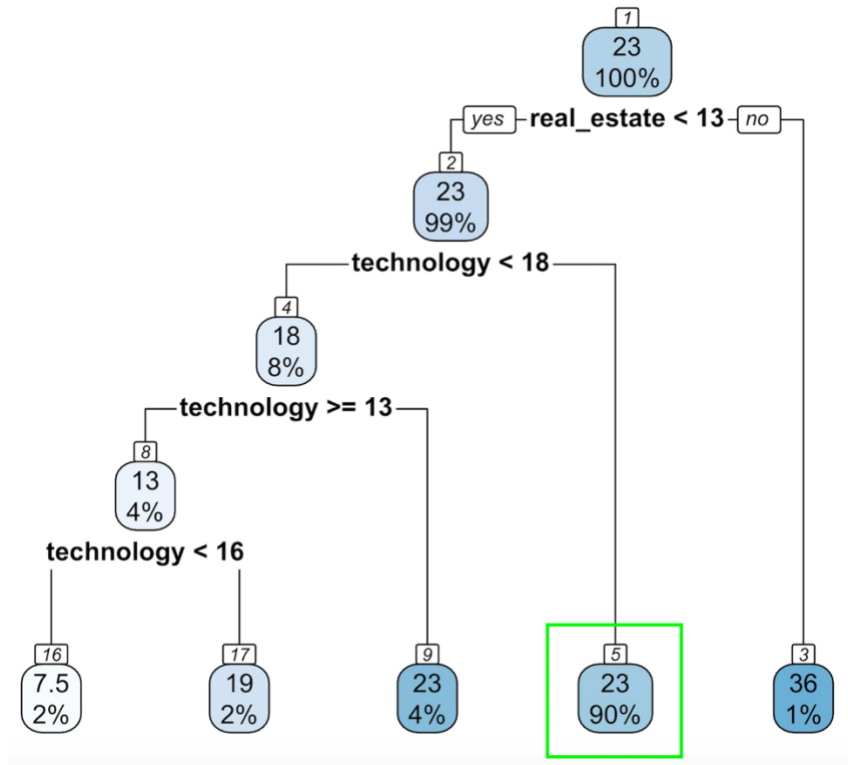 1
23
100%
yes real_estate < 13 no
2
23
99%
technology < 18
4
18
8%
technology >= 13
8
13
4%
technology < 16
16 17 9 5 3
7.5 19 23 23 36
2% 2% 4% 90% 1%